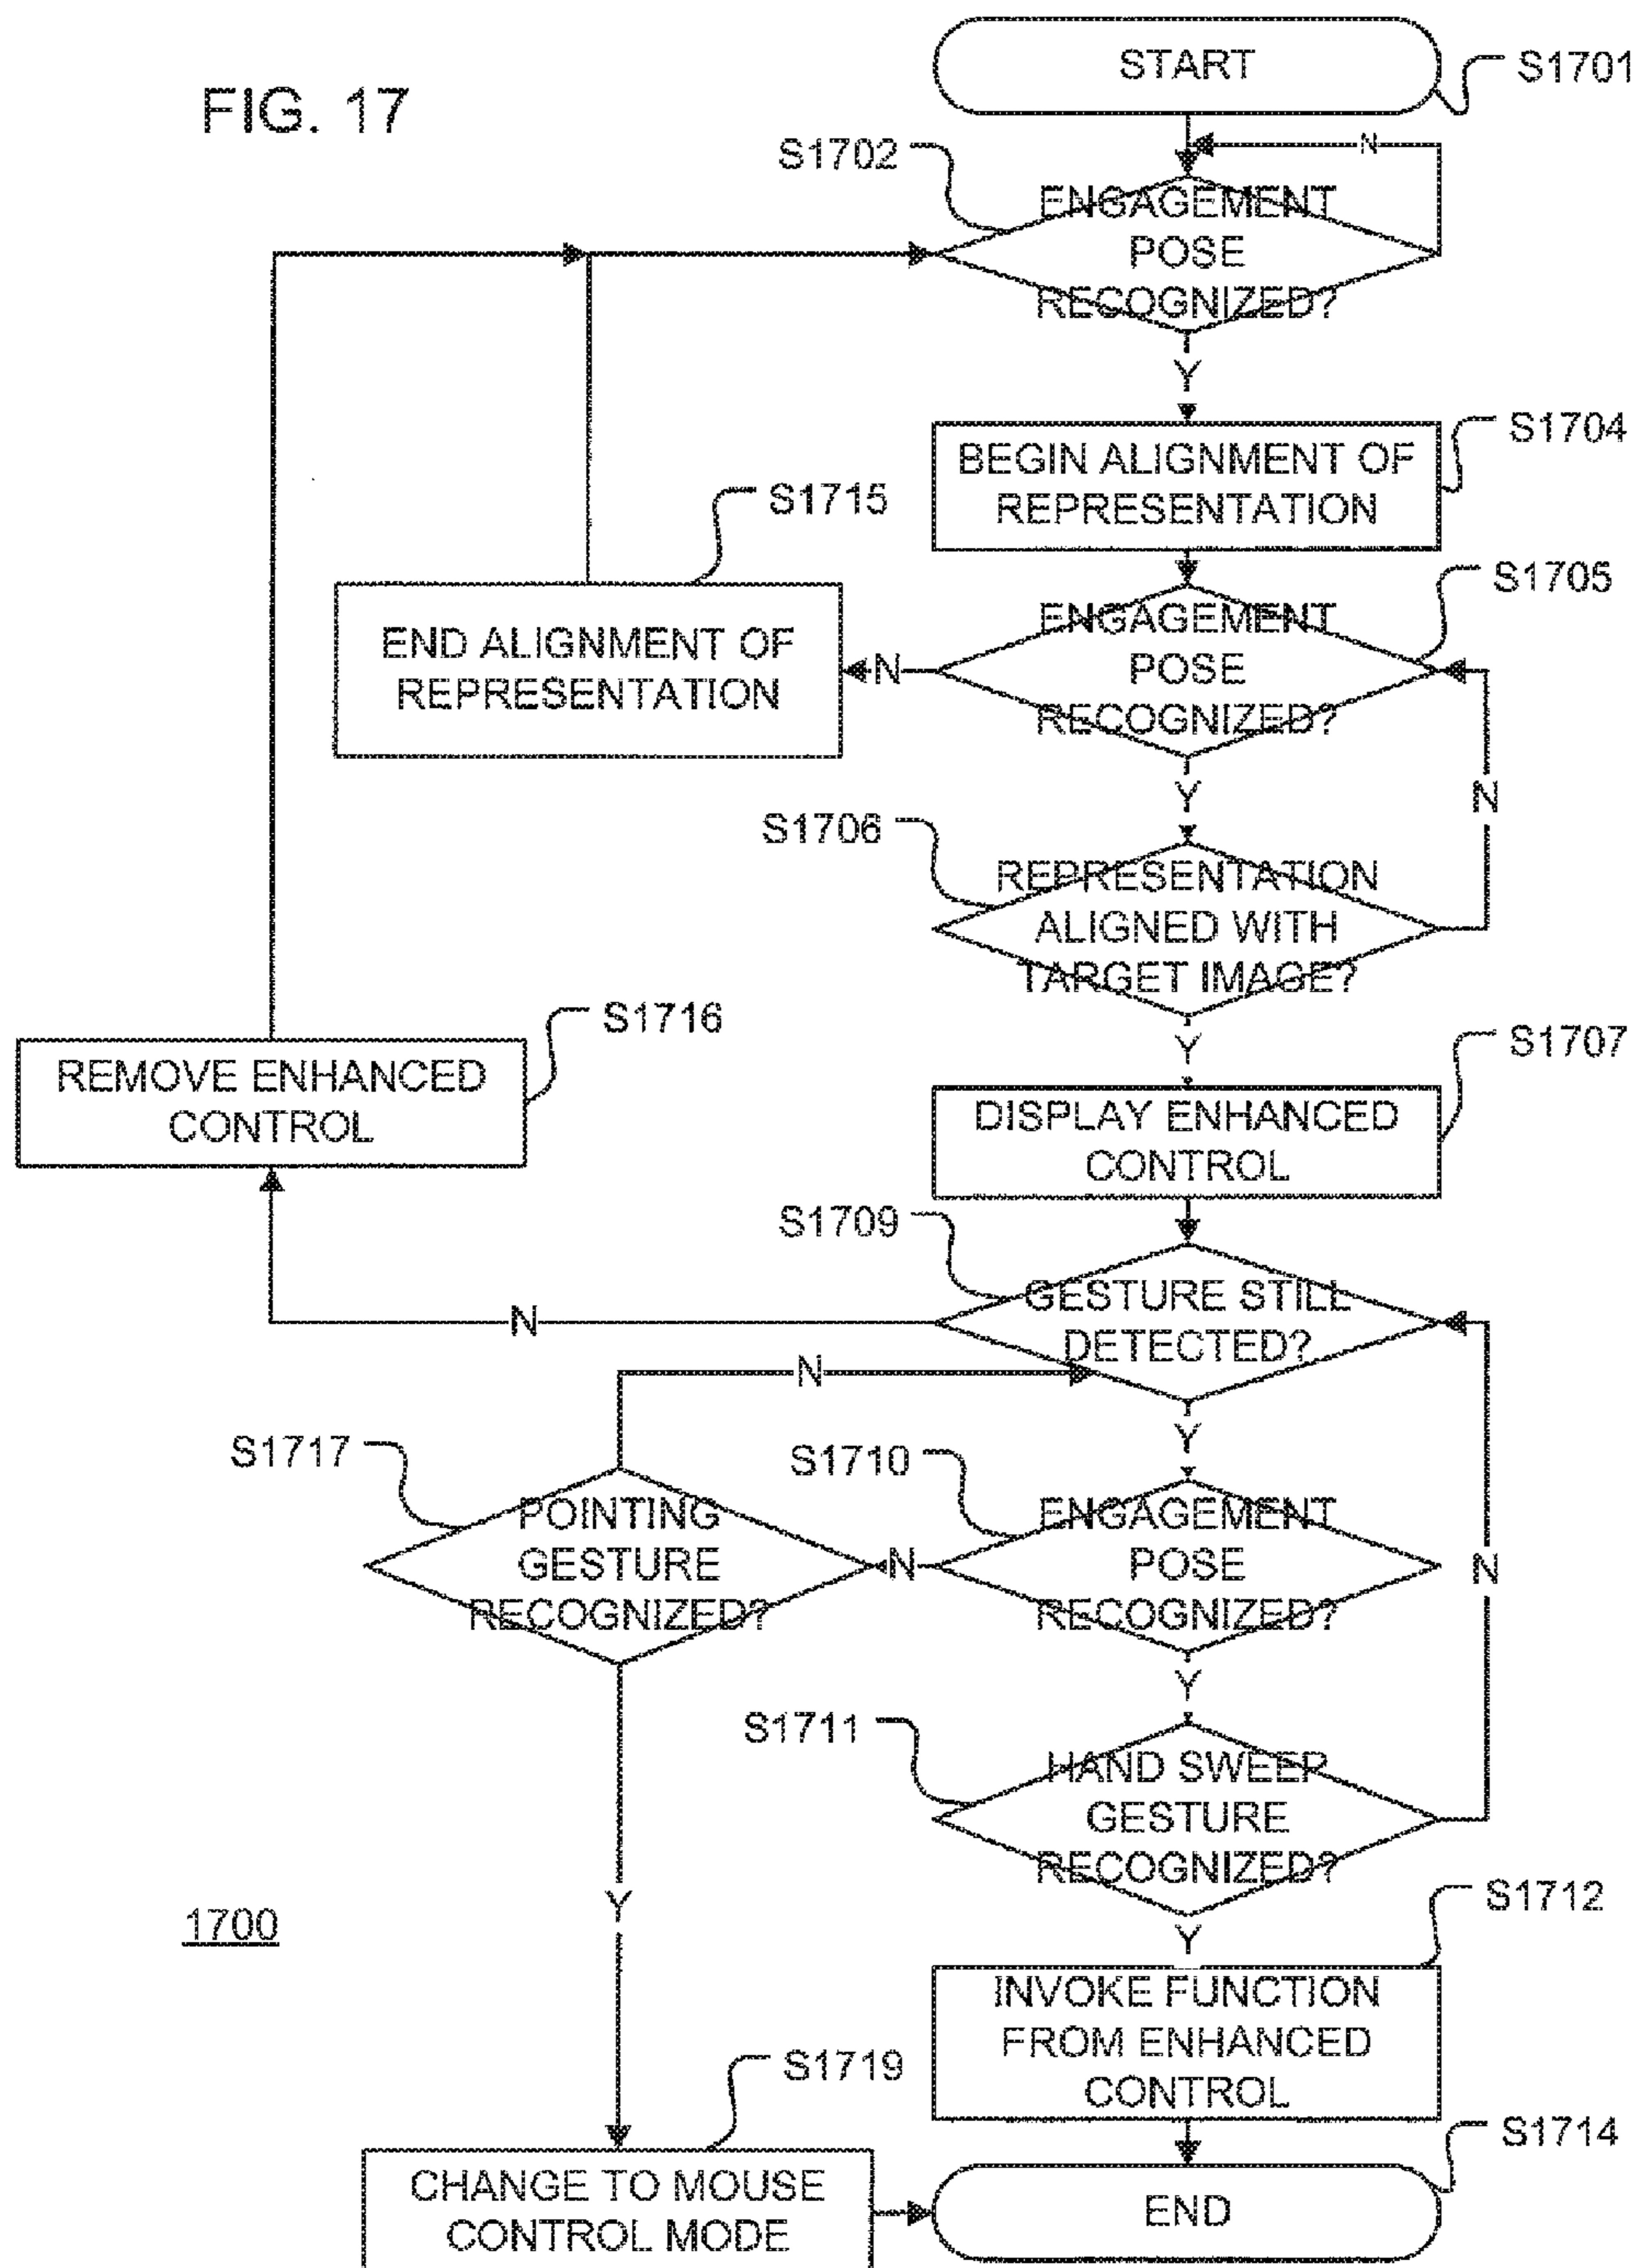 FIG. 17
START
S1701
N
S1702
ENGAGEMENT
POSE
RECOGNIZED?
Y
S1704
BEGIN ALIGNMENT OF
REPRESENTATION
S1715
S1705
END ALIGNMENT OF
REPRESENTATION
N
ENGAGEMENT
POSE
RECOGNIZED?
Y
N
S1706
REPRESENTATION
ALIGNED WITH
TARGET IMAGE?
S1716
Y
S1707
REMOVE ENHANCED
CONTROL
DISPLAY ENHANCED
CONTROL
S1709
N
GESTURE STILL
DETECTED?
N
Y
S1717
S1710
POINTING
GESTURE
RECOGNIZED?
N
ENGAGEMENT
POSE
RECOGNIZED?
N
Y
S1711
HAND SWEEP
GESTURE
RECOGNIZED?
Y
1700
S1712
Y
INVOKE FUNCTION
FROM ENHANCED
CONTROL
S1719
S1714
CHANGE TO MOUSE
CONTROL MODE
END